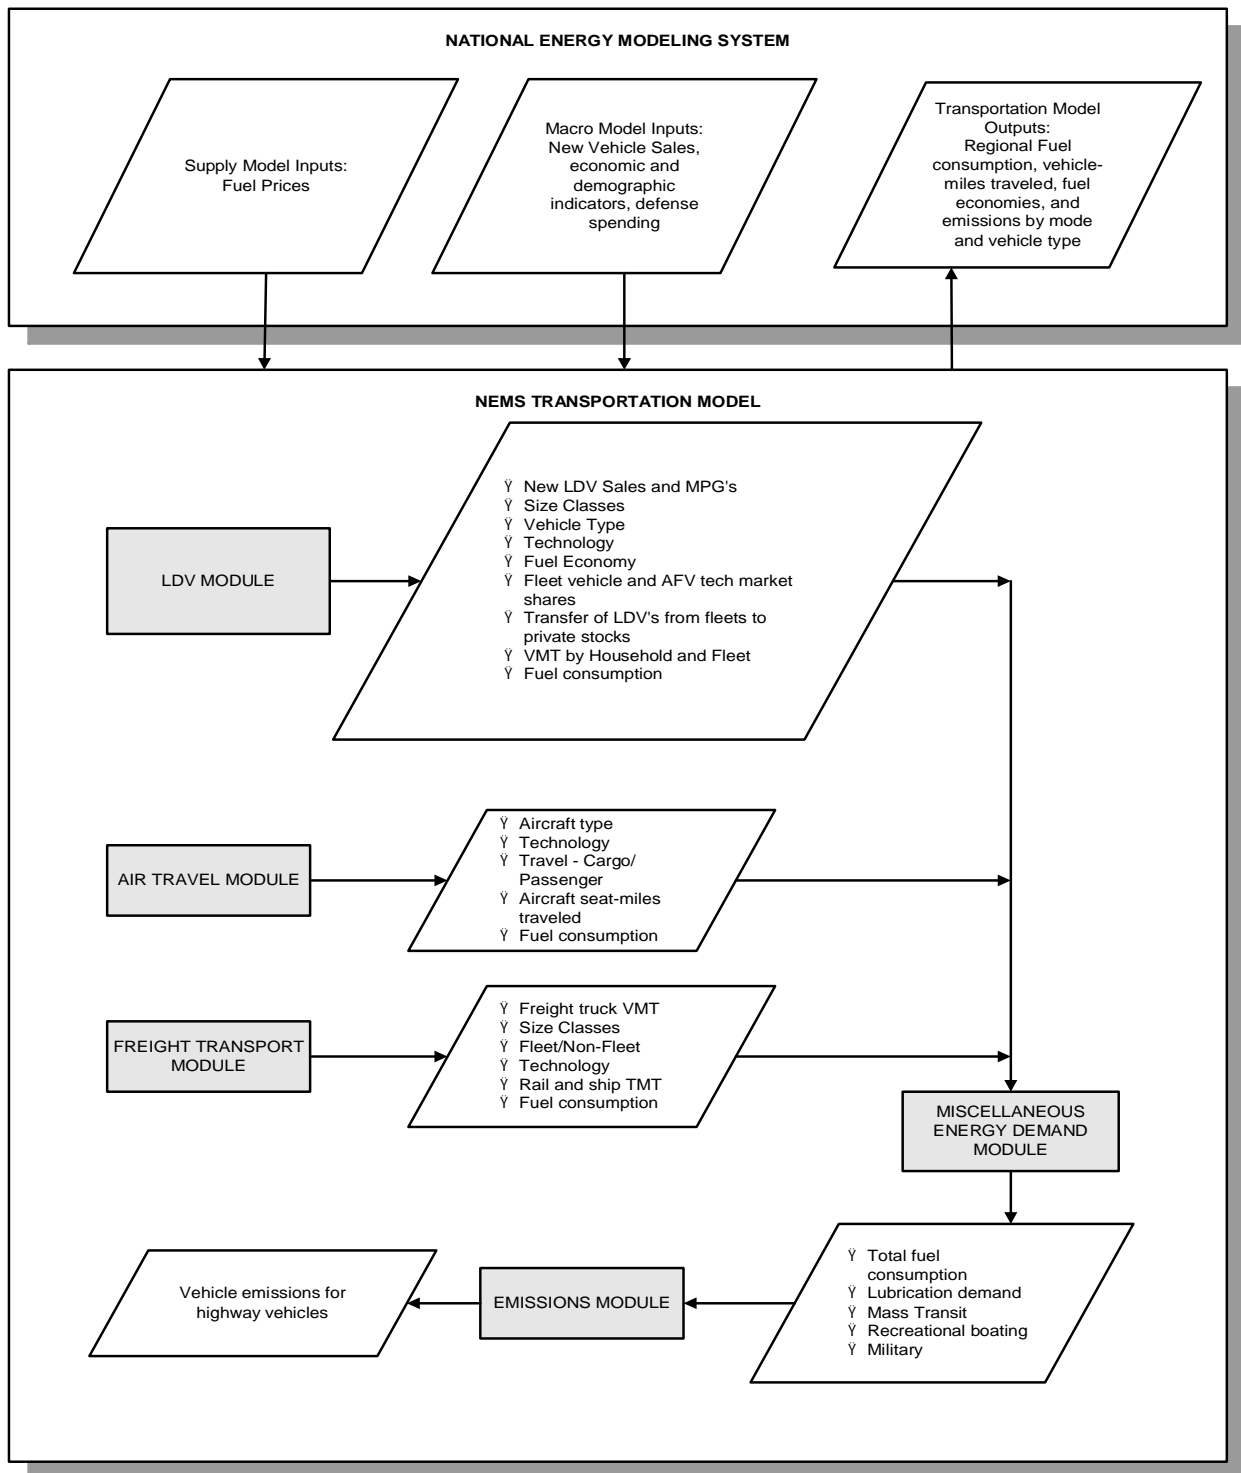 NATIONAL ENERGY MODELING SYSTEM
Supply Model Inputs:
Fuel Prices
Macro Model Inputs:
New Vehicle Sales,
economic and
demographic
indicators, defense
spending
Transportation Model
Outputs:
Regional Fuel
consumption, vehicle-
miles traveled, fuel
economies, and
emissions by mode
and vehicle type
NEMS TRANSPORTATION MODEL
LDV MODULE
Ÿ New LDV Sales and MPG's
Ÿ Size Classes
Ÿ Vehicle Type
Ÿ Technology
Ÿ Fuel Economy
Ÿ Fleet vehicle and AFV tech market
shares
Ÿ Transfer of LDV's from fleets to
private stocks
Ÿ VMT by Household and Fleet
Ÿ Fuel consumption
AIR TRAVEL MODULE
Ÿ Aircraft type
Ÿ Technology
Ÿ Travel - Cargo/
Passenger
Ÿ Aircraft seat-miles
traveled
Ÿ Fuel consumption
FREIGHT TRANSPORT
MODULE
Ÿ Freight truck VMT
Ÿ Size Classes
Ÿ Fleet/Non-Fleet
Ÿ Technology
Ÿ Rail and ship TMT
Ÿ Fuel consumption
MISCELLANEOUS
ENERGY DEMAND
MODULE
Ÿ Total fuel
consumption
Ÿ Lubrication demand
Ÿ Mass Transit
Ÿ Recreational boating
Ÿ Military
EMISSIONS MODULE
Vehicle emissions for
highway vehicles